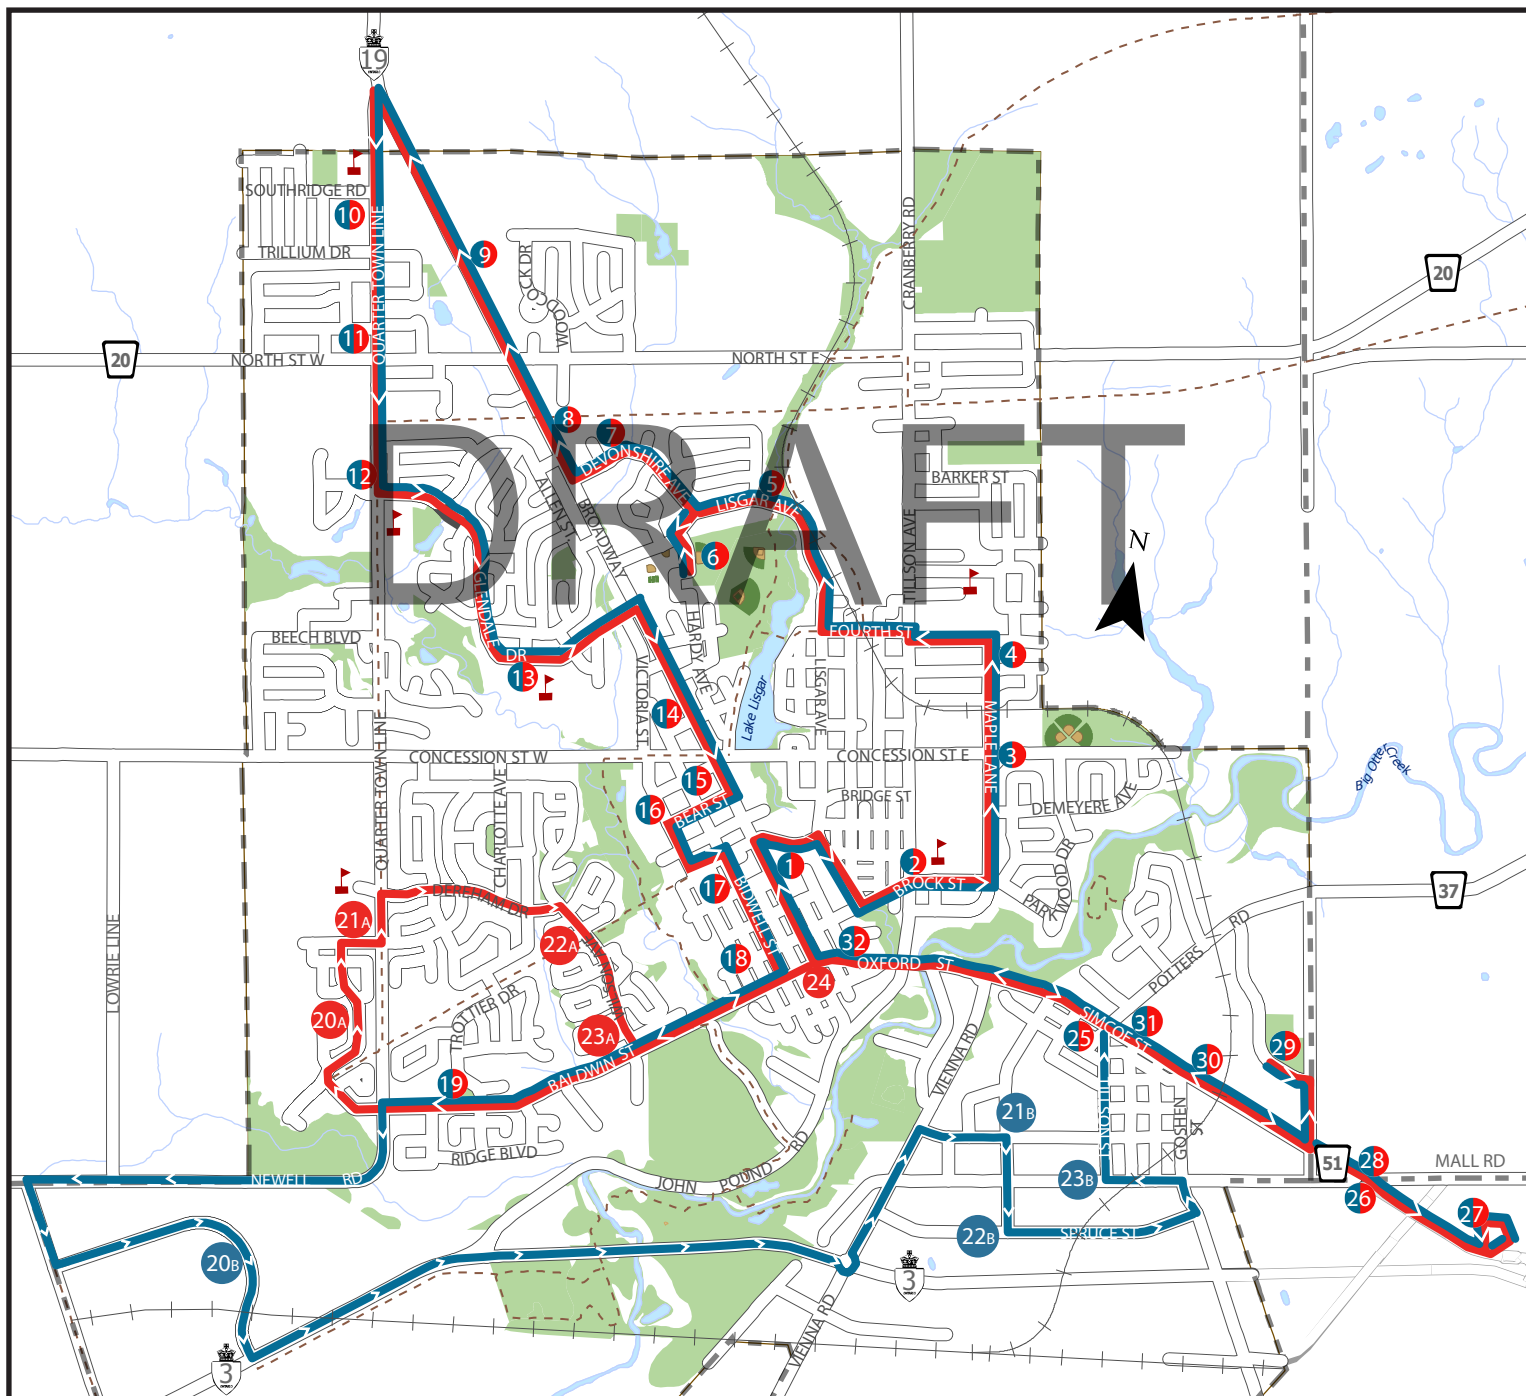 19
SOUTHRIDGE RD
10
TRILLIUM DR
QUARTER TOWN LINE
9
WOODCOCK DR
CRANBERRY RD
20
11
20
NORTH ST W
NORTH ST E
8
7
DEVONSHIRE AVE
DRAFT
12
ALLEN ST
BROADWAY
LISGAR AVE
5
BARKER ST
TILLSON AVE
N
6
GLENDALE DR
BEECH BLVD
HARDY AVE
FOURTH ST
4
13
VICTORIA ST
14
Lake Lisgar
LISGAR AVE
MAPLE LANE
QUARTER TOWN LINE
CONCESSION ST W
CONCESSION ST E
3
Big Otter Creek
CHARLOTTE AVE
15
16
BEAR ST
BRIDGE ST
DEMEYERE AVE
1
2
BROCK ST
PARKWOOD DR
37
17
BIDWELL ST
DEREHAM DR
21A
22A
WILSON AV
LOWRIE LINE
18
32
OXFORD ST
24
POTTERS RD
20A
TROTTIER DR
23A
SIMCOE ST
25
31
30
29
19
BALDWIN ST
VIENNA RD
21B
TILLSON ST
GOSHEN ST
RIDGE BLVD
51
28
MALL RD
NEWELL RD
JOHN POUND RD
23B
26
27
22B
SPRUCE ST
20B
3
VIENNA RD
3